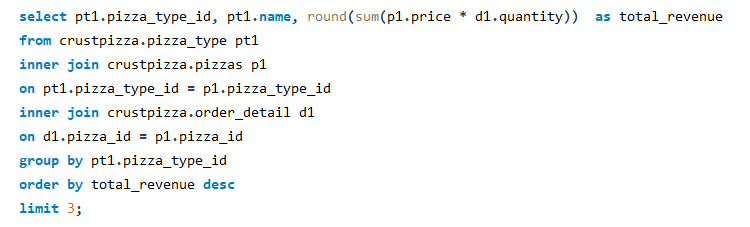 select pt1.pizza_type_id, pt1.name, round(sum(p1.price * d1.quantity))  as total_revenue
from crustpizza.pizza_type pt1
inner join crustpizza.pizzas p1
on pt1.pizza_type_id = p1.pizza_type_id
inner join crustpizza.order_detail d1
on d1.pizza_id = p1.pizza_id
group by pt1.pizza_type_id
order by total_revenue desc
limit 3;